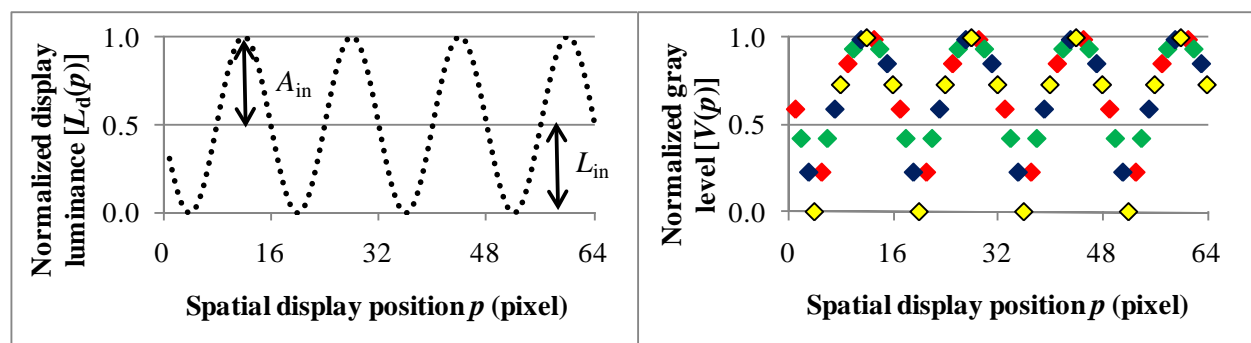 Normalized display
luminance [Ld(p)]
1.0
0.5
0.0
Ain
Lin
0 16 32 48 64
Spatial display position p (pixel)
Normalized gray
level [V(p)]
1.0
0.5
0.0
0 16 32 48 64
Spatial display position p (pixel)